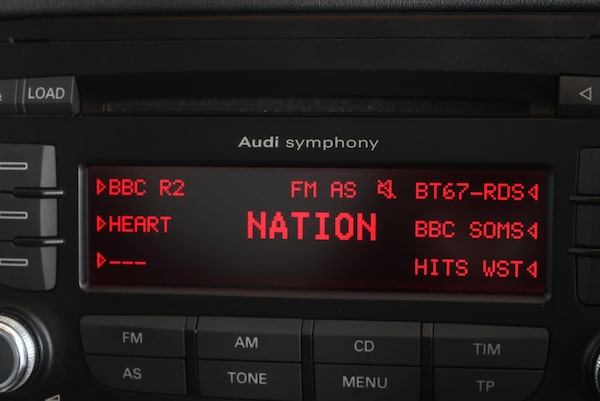 LOAD
Audi symphony
BBC R2 FM AS BT67-RDS
HEART NATION BBC SOMS
--- HITS WST
FM AM CD TIM
AS TONE MENU TP